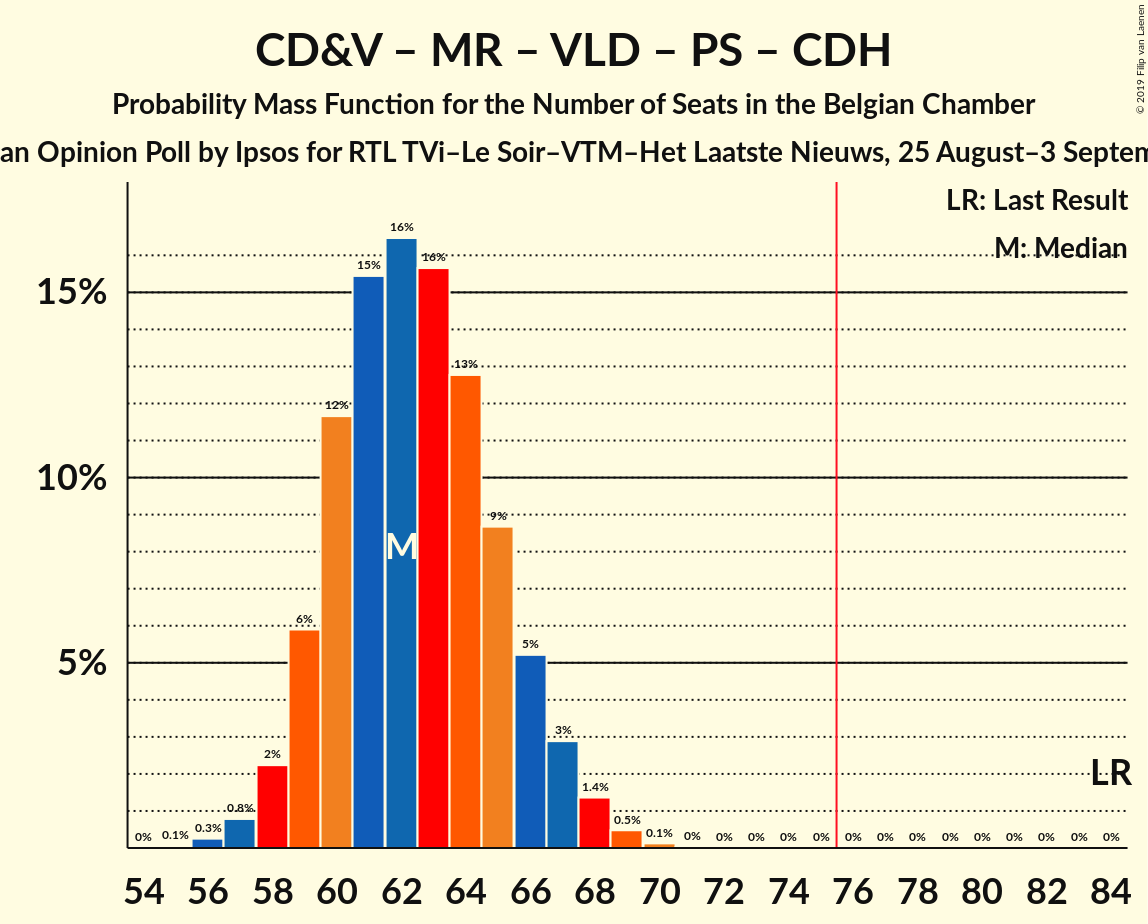 CD&V – MR – VLD – PS – CDH
Probability Mass Function for the Number of Seats in the Belgian Chamber
an Opinion Poll by Ipsos for RTL TVi–Le Soir–VTM–Het Laatste Nieuws, 25 August–3 Septem
© 2019 Filip van Laenen
LR: Last Result
M: Median
15%
10%
5%
0% 0.1% 0.3% 0.8% 2% 6% 12% 15% 16% 16% 13% 9% 5% 3% 1.4% 0.5% 0.1% 0% 0% 0% 0% 0% 0% 0% 0% 0% 0% 0% 0% 0% 0%
M
LR
54 56 58 60 62 64 66 68 70 72 74 76 78 80 82 84